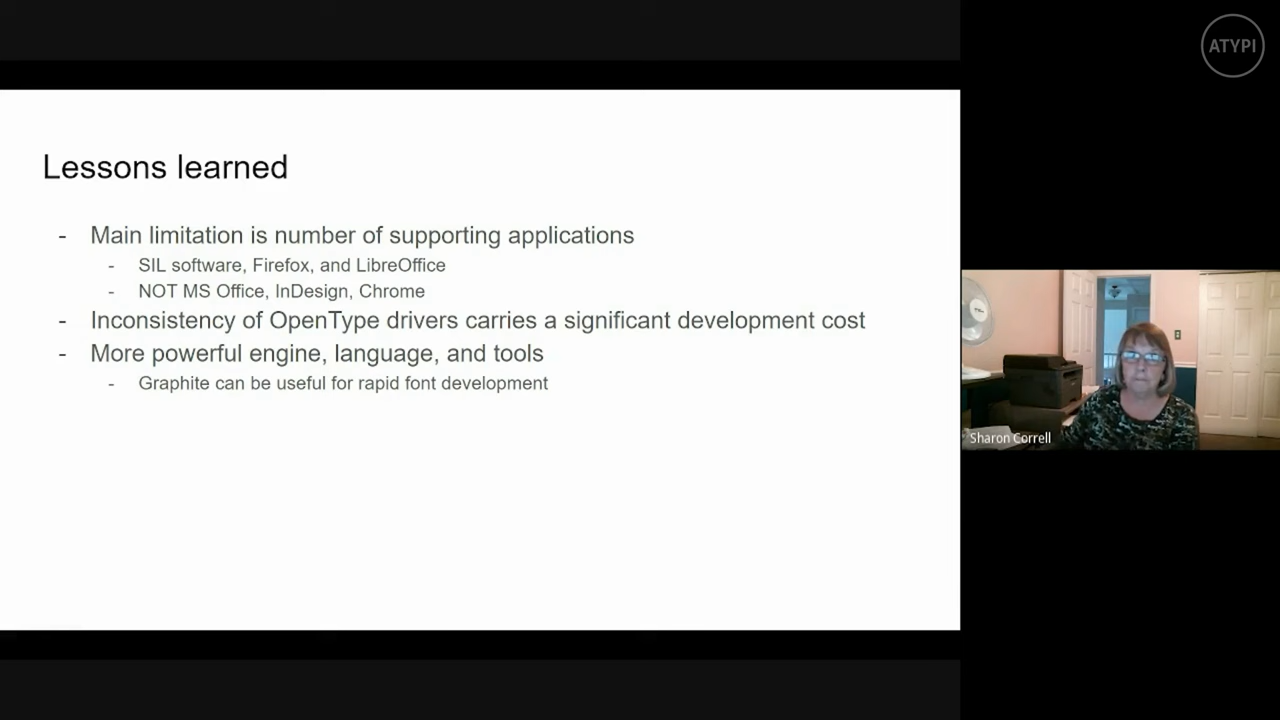 ATYPI
Lessons learned
- Main limitation is number of supporting applications
- SIL software, Firefox, and LibreOffice
- NOT MS Office, InDesign, Chrome
- Inconsistency of OpenType drivers carries a significant development cost
- More powerful engine, language, and tools
- Graphite can be useful for rapid font development
Sharon Correll